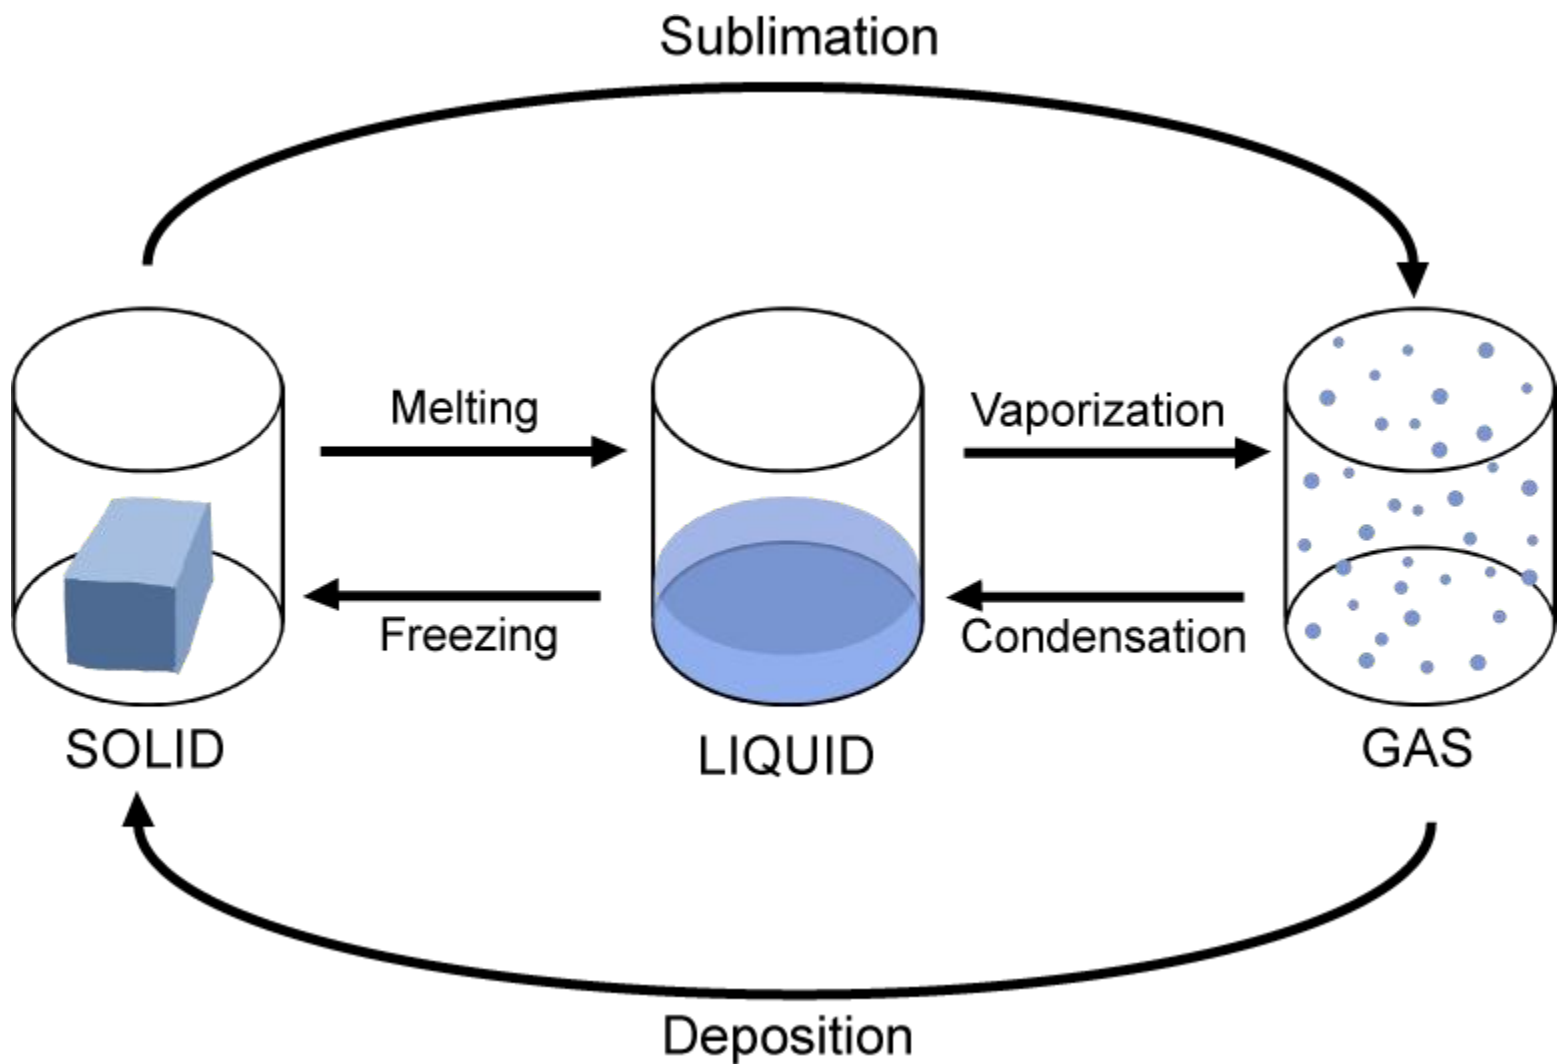 Sublimation
Melting
Vaporization
Freezing
Condensation
SOLID
LIQUID
GAS
Deposition